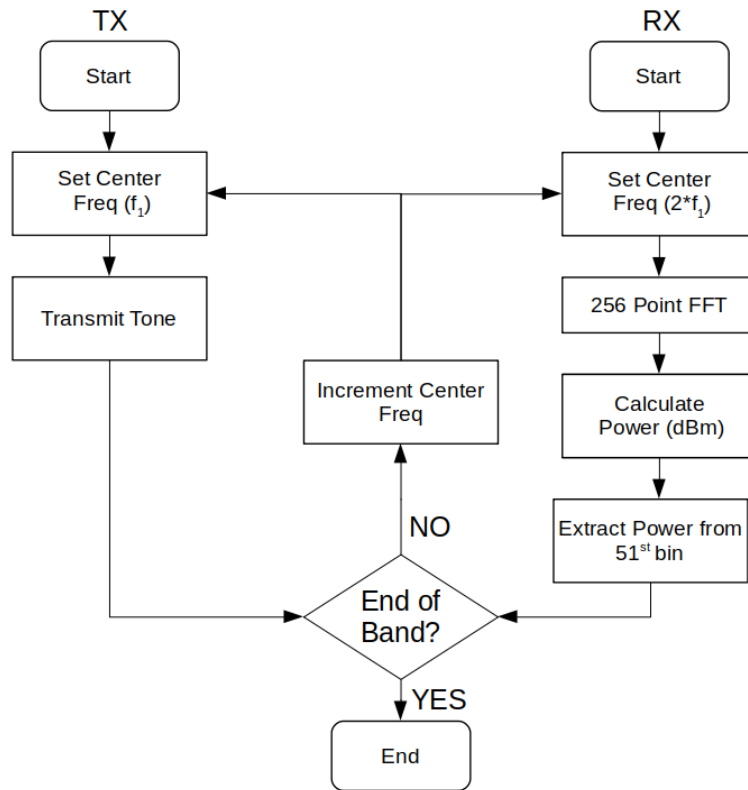 TX
RX
Start
Start
Set Center
Freq (f₁)
Set Center
Freq (2*f₁)
Transmit Tone
256 Point FFT
Increment Center
Freq
Calculate
Power (dBm)
Extract Power from
51ˢᵗ bin
NO
End of
Band?
YES
End